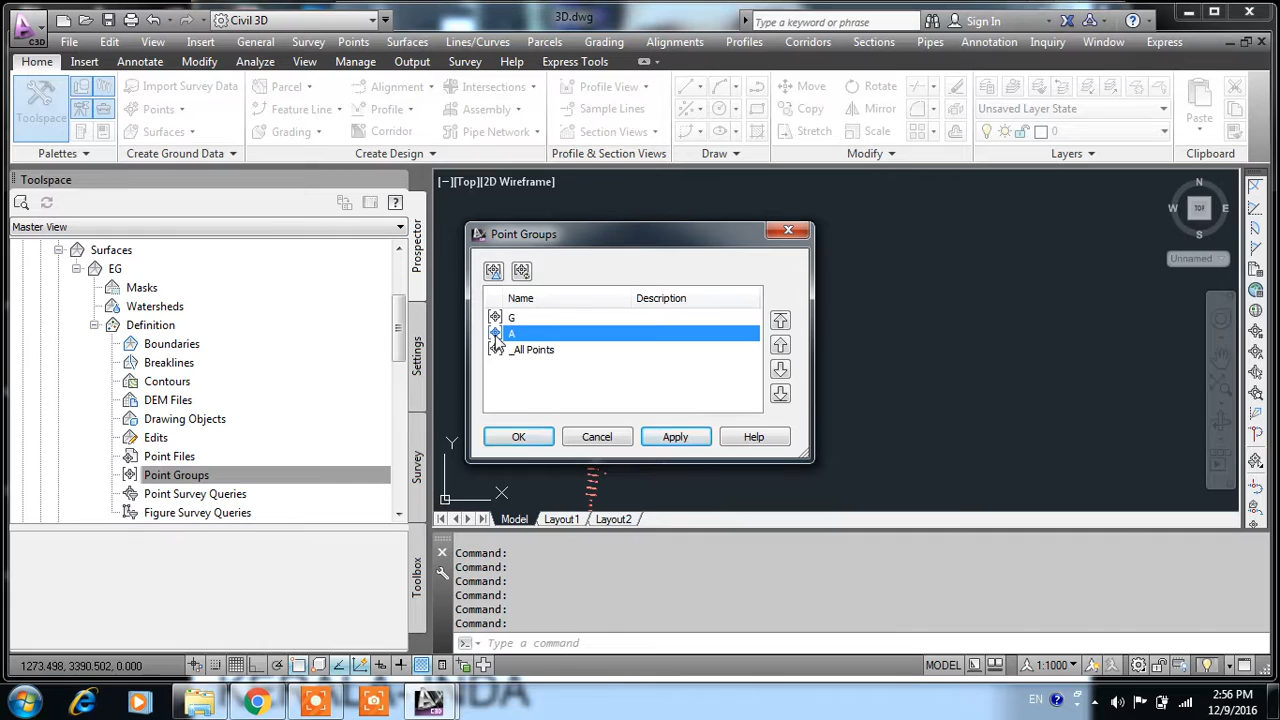 Civil 3D
3D.dwg
Type a keyword or phrase
Sign In
C3D
File Edit View Insert General Survey Points Surfaces Lines/Curves Parcels Grading Alignments Profiles Corridors Sections Pipes Annotation Inquiry Window Express
Home Insert Annotate Modify Analyze View Manage Output Survey Help Express Tools
Toolspace
Import Survey Data
Points
Surfaces
Panel
Feature Line
Grading
Alignment
Profile
Corridor
Intersections
Assembly
Pipe Network
Profile View
Sample Lines
Section Views
Move
Copy
Stretch
Rotate
Mirror
Scale
Unsaved Layer State
0
Paste
Palettes
Create Ground Data
Create Design
Profile & Section Views
Draw
Modify
Layers
Clipboard
Toolspace
Master View
Surfaces
EG
Masks
Watersheds
Definition
Boundaries
Breaklines
Contours
DEM Files
Drawing Objects
Edits
Point Files
Point Groups
Point Survey Queries
Figure Survey Queries
Prospector
Settings
Survey
Toolbox
[−][Top][2D Wireframe]
N
W TOP E
S
Unnamed
Point Groups
Name Description
G
A
_All Points
OK Cancel Apply Help
Y
X
Model Layout1 Layout2
Command:
Command:
Command:
Command:
Command:
Command:
Type a command
1273.498, 3390.502, 0.000
MODEL
1:1000
KERALA-INDA
EN
2:56 PM
12/9/2016